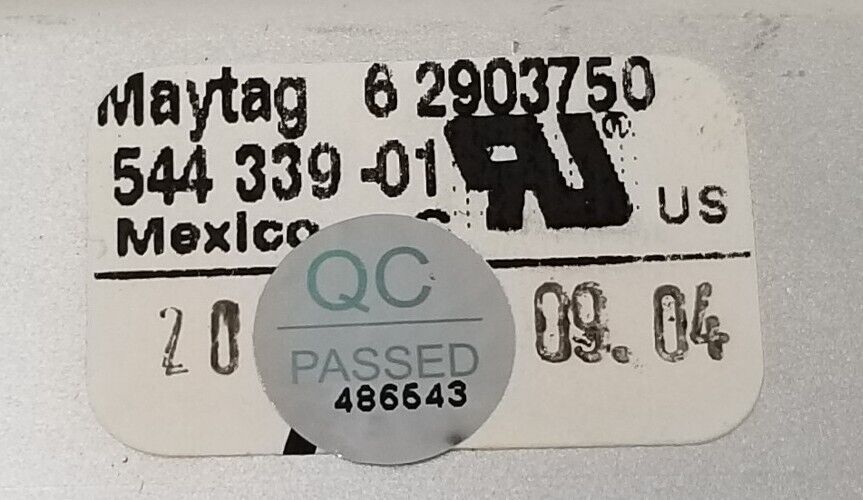 Maytag 6 2903750
544 339 -01 ® US
Mexico
QC
PASSED
486643
20 09. 04